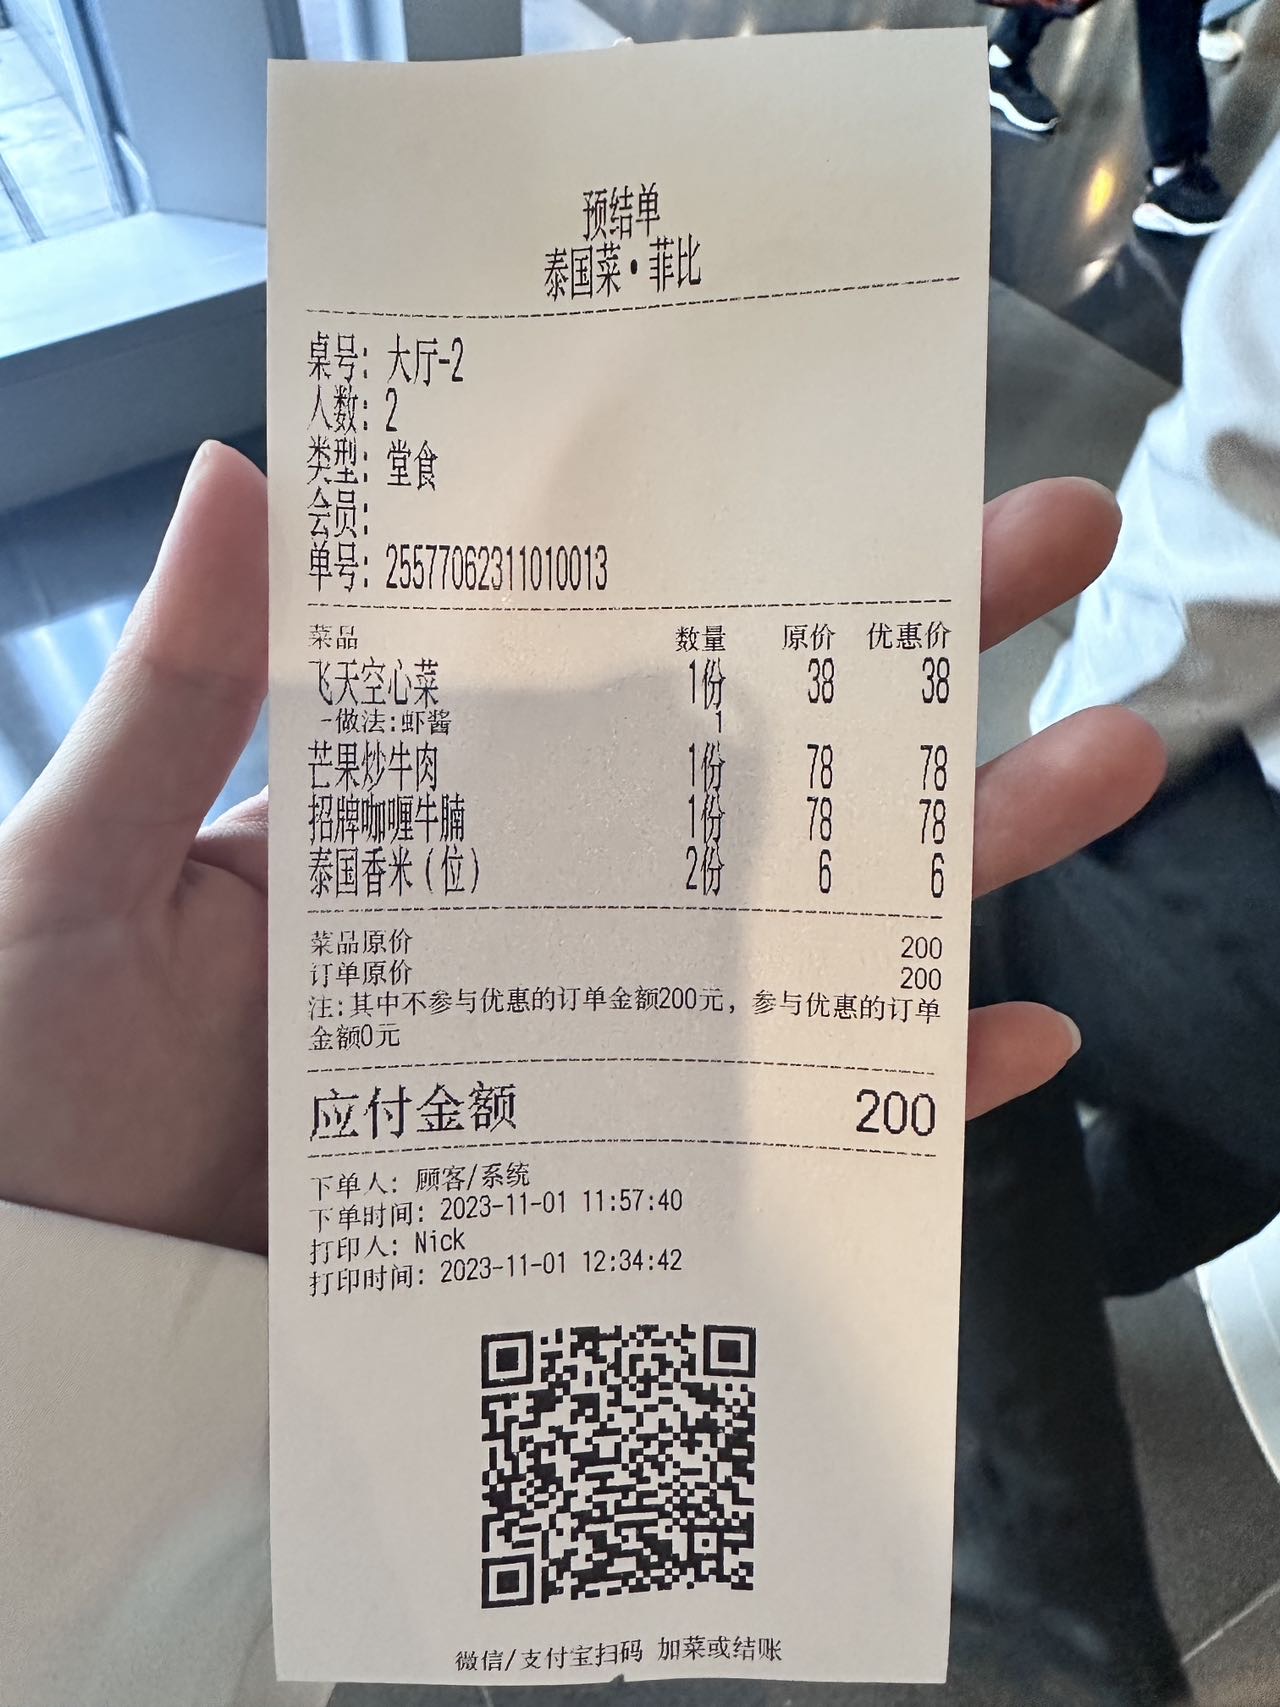 预结单
泰国菜•菲比
桌号: 大厅-2
人数: 2
类型: 堂食
会员:
单号: 25577062311010013
菜品 数量 原价 优惠价
飞天空心菜 1份 38 38
-做法:虾酱 1
芒果炒牛肉 1份 78 78
招牌咖喱牛腩 1份 78 78
泰国香米(位) 2份 6 6
菜品原价 200
订单原价 200
注:其中不参与优惠的订单金额200元, 参与优惠的订单
金额0元
应付金额 200
下单人: 顾客/系统
下单时间: 2023-11-01 11:57:40
打印人: Nick
打印时间: 2023-11-01 12:34:42
微信/支付宝扫码 加菜或结账